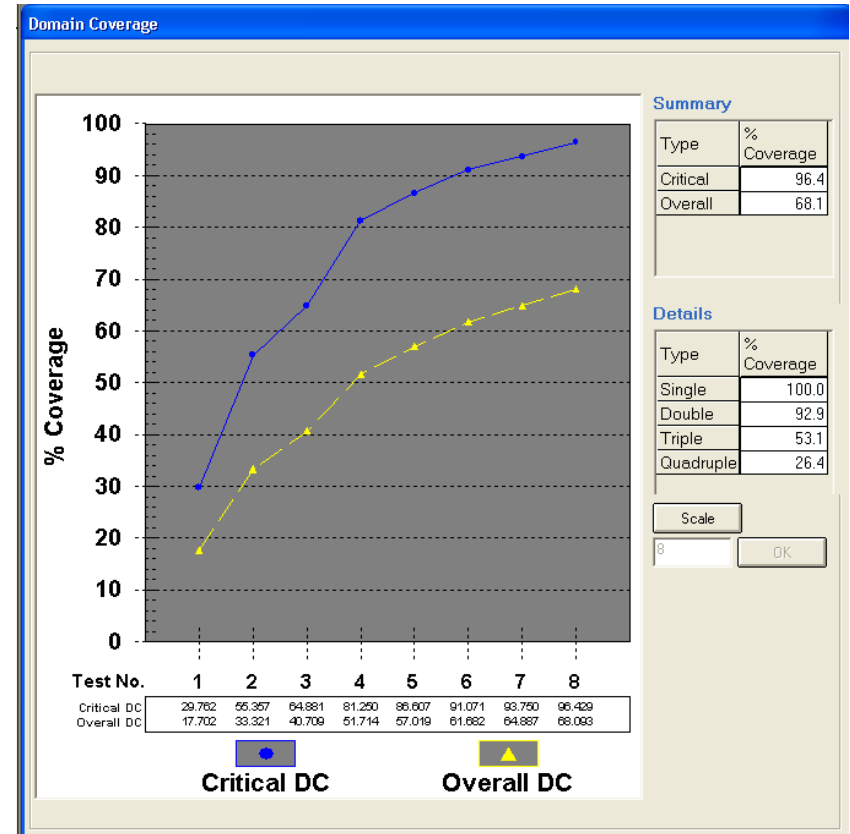 Domain Coverage
100
90
80
70
60
50
40
30
20
10
0
% Coverage
Test No. 1 2 3 4 5 6 7 8
Critical DC 29.762 55.357 64.881 81.250 86.607 91.071 93.750 96.429
Overall DC 17.702 33.321 40.709 51.714 57.019 61.682 64.887 68.093
Critical DC Overall DC
Summary
Type % Coverage
Critical 96.4
Overall 68.1
Details
Type % Coverage
Single 100.0
Double 92.9
Triple 53.1
Quadruple 26.4
Scale
8 OK